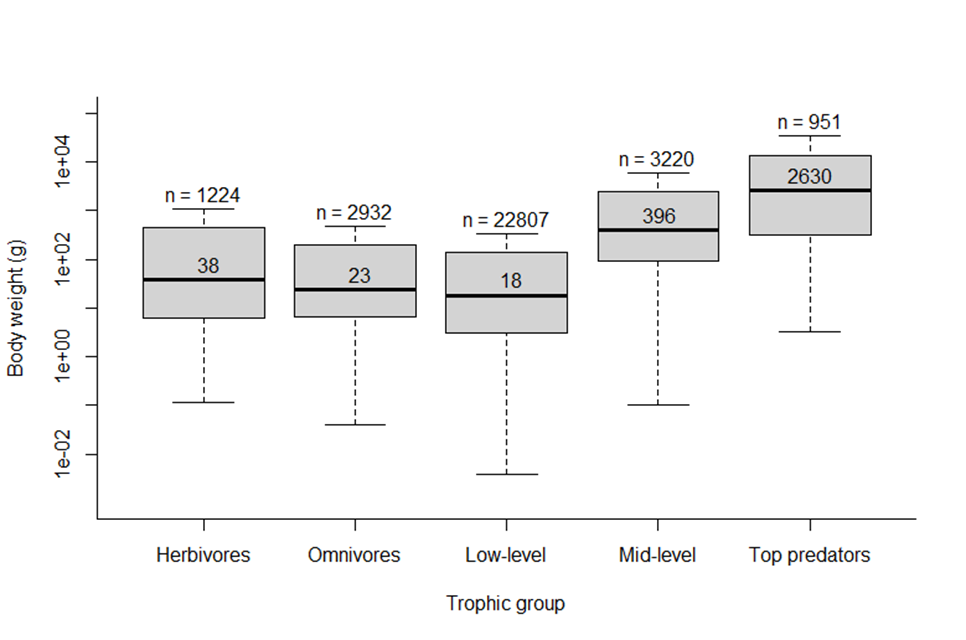 n = 951
n = 3220
n = 1224
n = 2932
n = 22807
2630
396
38
23
18
1e+04
1e+02
1e+00
1e-02
Body weight (g)
Herbivores
Omnivores
Low-level
Mid-level
Top predators
Trophic group